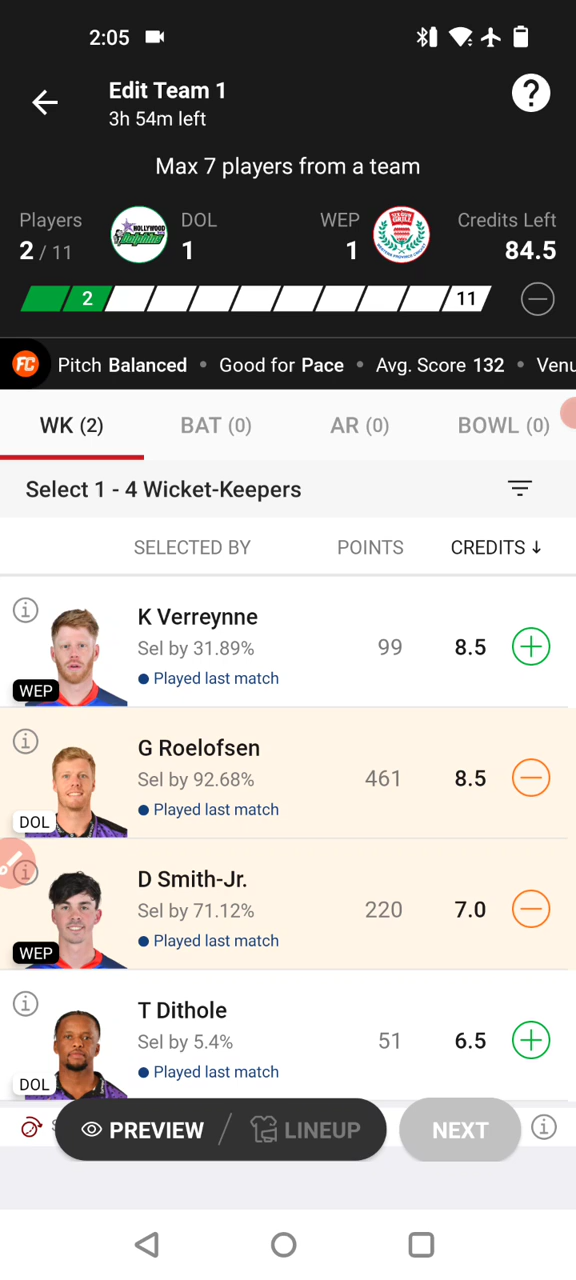 2:05
Edit Team 1
3h 54m left
Max 7 players from a team
Players DOL WEP Credits Left
2 / 11 1 1 84.5
2 11
FC Pitch Balanced • Good for Pace • Avg. Score 132 • Venu
WK (2) BAT (0) AR (0) BOWL (0)
Select 1 - 4 Wicket-Keepers
SELECTED BY POINTS CREDITS ↓
K Verreynne
Sel by 31.89% 99 8.5
Played last match
WEP
G Roelofsen
Sel by 92.68% 461 8.5
Played last match
DOL
D Smith-Jr.
Sel by 71.12% 220 7.0
Played last match
WEP
T Dithole
Sel by 5.4% 51 6.5
Played last match
DOL
PREVIEW / LINEUP NEXT